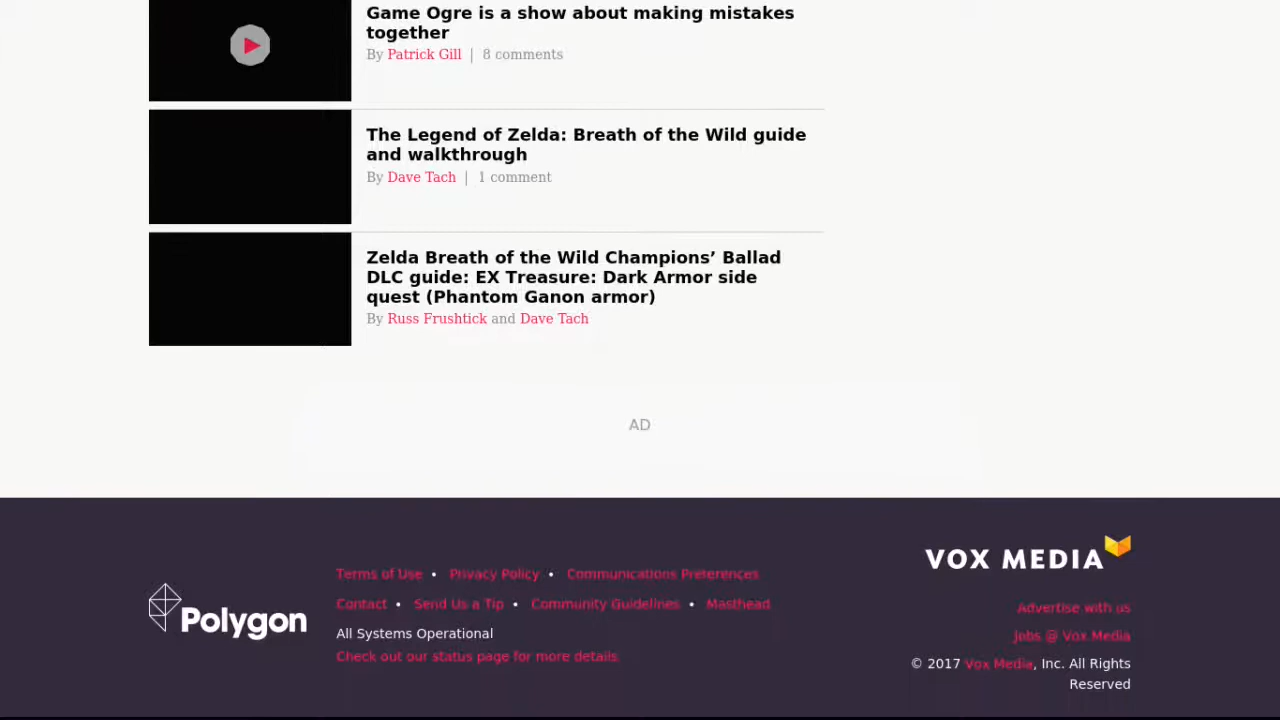 Game Ogre is a show about making mistakes
together
By Patrick Gill | 8 comments
The Legend of Zelda: Breath of the Wild guide
and walkthrough
By Dave Tach | 1 comment
Zelda Breath of the Wild Champions’ Ballad
DLC guide: EX Treasure: Dark Armor side
quest (Phantom Ganon armor)
By Russ Frushtick and Dave Tach
AD
Polygon
Terms of Use • Privacy Policy • Communications Preferences
Contact • Send Us a Tip • Community Guidelines • Masthead
All Systems Operational
Check out our status page for more details
VOX MEDIA
Advertise with us
Jobs @ Vox Media
© 2017 Vox Media, Inc. All Rights
Reserved